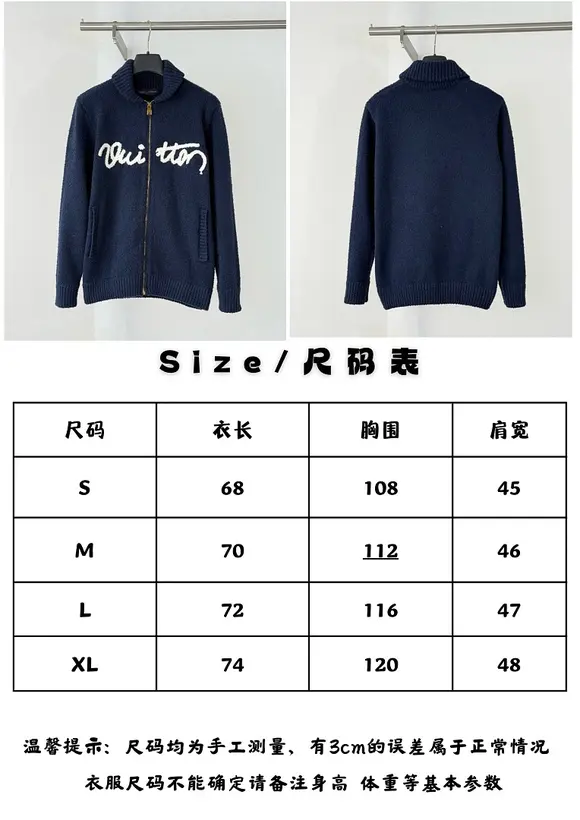 Vuitton
Size/尺码表
尺码 衣长 胸围 肩宽
S 68 108 45
M 70 112 46
L 72 116 47
XL 74 120 48
温馨提示：尺码均为手工测量、有3cm的误差属于正常情况
衣服尺码不能确定请备注身高 体重等基本参数